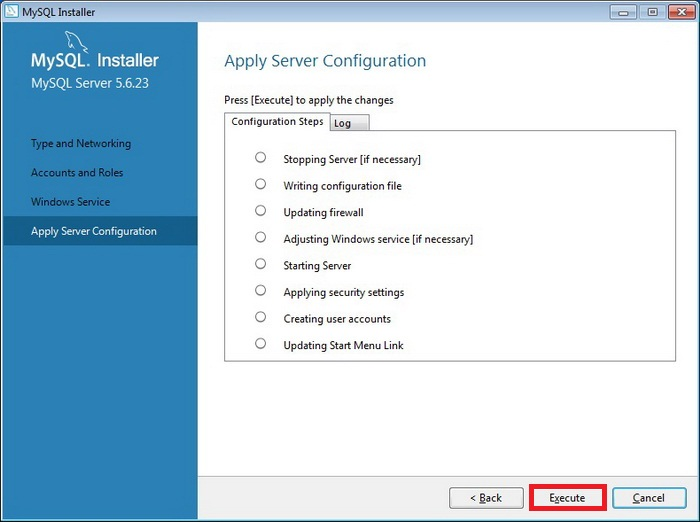 MySQL Installer
MySQL. Installer
MySQL Server 5.6.23
Type and Networking
Accounts and Roles
Windows Service
Apply Server Configuration
Apply Server Configuration
Press [Execute] to apply the changes
Configuration Steps
Log
Stopping Server [if necessary]
Writing configuration file
Updating firewall
Adjusting Windows service [if necessary]
Starting Server
Applying security settings
Creating user accounts
Updating Start Menu Link
< Back
Execute
Cancel